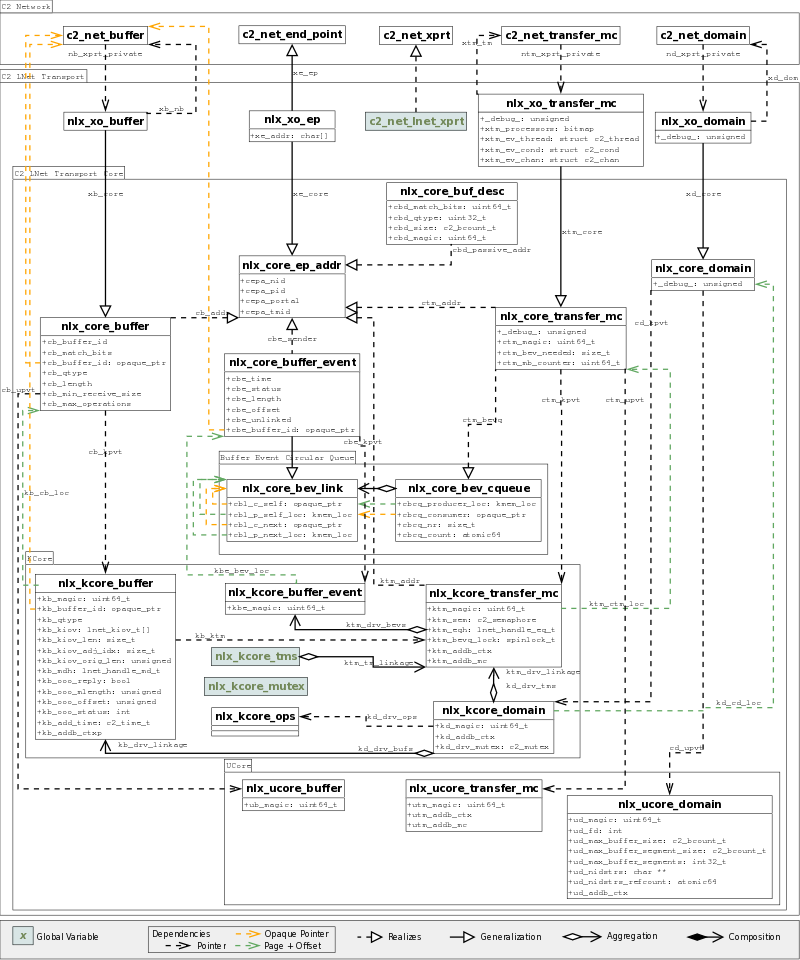 C2 Network
c2_net_buffer
c2_net_end_point
c2_net_xprt
c2_net_transfer_mc
c2_net_domain
nb_xprt_private
xtm_tm
ntm_xprt_private
nd_xprt_private
xe_ep
C2 LNet Transport
xd_dom
xb_nb
nlx_xo_buffer
nlx_xo_ep
+xe_addr: char[]
c2_net_lnet_xprt
nlx_xo_transfer_mc
+_debug_: unsigned
+xtm_processors: bitmap
+xtm_ev_thread: struct c2_thread
+xtm_ev_cond: struct c2_cond
+xtm_ev_chan: struct c2_chan
nlx_xo_domain
+_debug_: unsigned
C2 LNet Transport Core
xb_core
xe_core
xd_core
xtm_core
nlx_core_buf_desc
+cbd_match_bits: uint64_t
+cbd_qtype: uint32_t
+cbd_size: c2_bcount_t
+cbd_magic: uint64_t
cbd_passive_addr
nlx_core_ep_addr
+cepa_nid
+cepa_pid
+cepa_portal
+cepa_tmid
nlx_core_domain
+_debug_: unsigned
cb_addr
ctm_addr
cd_kpvt
nlx_core_buffer
+cb_buffer_id
+cb_match_bits
+cb_buffer_id: opaque_ptr
+cb_qtype
+cb_length
+cb_min_receive_size
+cb_max_operations
cb_upvt
cbe_sender
nlx_core_transfer_mc
+_debug_: unsigned
+ctm_magic: uint64_t
+ctm_bev_needed: size_t
+ctm_mb_counter: uint64_t
nlx_core_buffer_event
+cbe_time
+cbe_status
+cbe_length
+cbe_offset
+cbe_unlinked
+cbe_buffer_id: opaque_ptr
ctm_kpvt
ctm_upvt
ctm_bevq
cbe_kpvt
cb_kpvt
kb_cb_loc
Buffer Event Circular Queue
nlx_core_bev_link
+cbl_c_self: opaque_ptr
+cbl_p_self_loc: kmem_loc
+cbl_c_next: opaque_ptr
+cbl_p_next_loc: kmem_loc
nlx_core_bev_cqueue
+cbcq_producer_loc: kmem_loc
+cbcq_consumer: opaque_ptr
+cbcq_nr: size_t
+cbcq_count: atomic64
KCore
kbe_bev_loc
nlx_kcore_buffer
+kb_magic: uint64_t
+kb_buffer_id: opaque_ptr
+kb_qtype
+kb_kiov: lnet_kiov_t[]
+kb_kiov_len: size_t
+kb_kiov_adj_idx: size_t
+kb_kiov_orig_len: unsigned
+kb_mdh: lnet_handle_md_t
+kb_ooo_reply: bool
+kb_ooo_mlength: unsigned
+kb_ooo_offset: unsigned
+kb_ooo_status: int
+kb_add_time: c2_time_t
+kb_addb_ctxp
nlx_kcore_buffer_event
+kbe_magic: uint64_t
ktm_addr
nlx_kcore_transfer_mc
+ktm_magic: uint64_t
+ktm_sem: c2_semaphore
+ktm_eqh: lnet_handle_eq_t
+ktm_bevq_lock: spinlock_t
+ktm_addb_ctx
+ktm_addb_mc
ktm_ctm_loc
ktm_drv_bevs
kb_ktm
nlx_kcore_tms
ktm_tm_linkage
ktm_drv_linkage
kd_drv_tms
nlx_kcore_mutex
nlx_kcore_ops
kd_drv_ops
nlx_kcore_domain
+kd_magic: uint64_t
+kd_addb_ctx
+kd_drv_mutex: c2_mutex
kd_cd_loc
kb_drv_linkage
kd_drv_bufs
cd_upvt
UCore
nlx_ucore_buffer
+ub_magic: uint64_t
nlx_ucore_transfer_mc
+utm_magic: uint64_t
+utm_addb_ctx
+utm_addb_mc
nlx_ucore_domain
+ud_magic: uint64_t
+ud_fd: int
+ud_max_buffer_size: c2_bcount_t
+ud_max_buffer_segment_size: c2_bcount_t
+ud_max_buffer_segments: int32_t
+ud_nidstrs: char **
+ud_nidstrs_refcount: atomic64
+ud_addb_ctx
x
Global Variable
Dependencies
Pointer
Opaque Pointer
Page + Offset
Realizes
Generalization
Aggregation
Composition